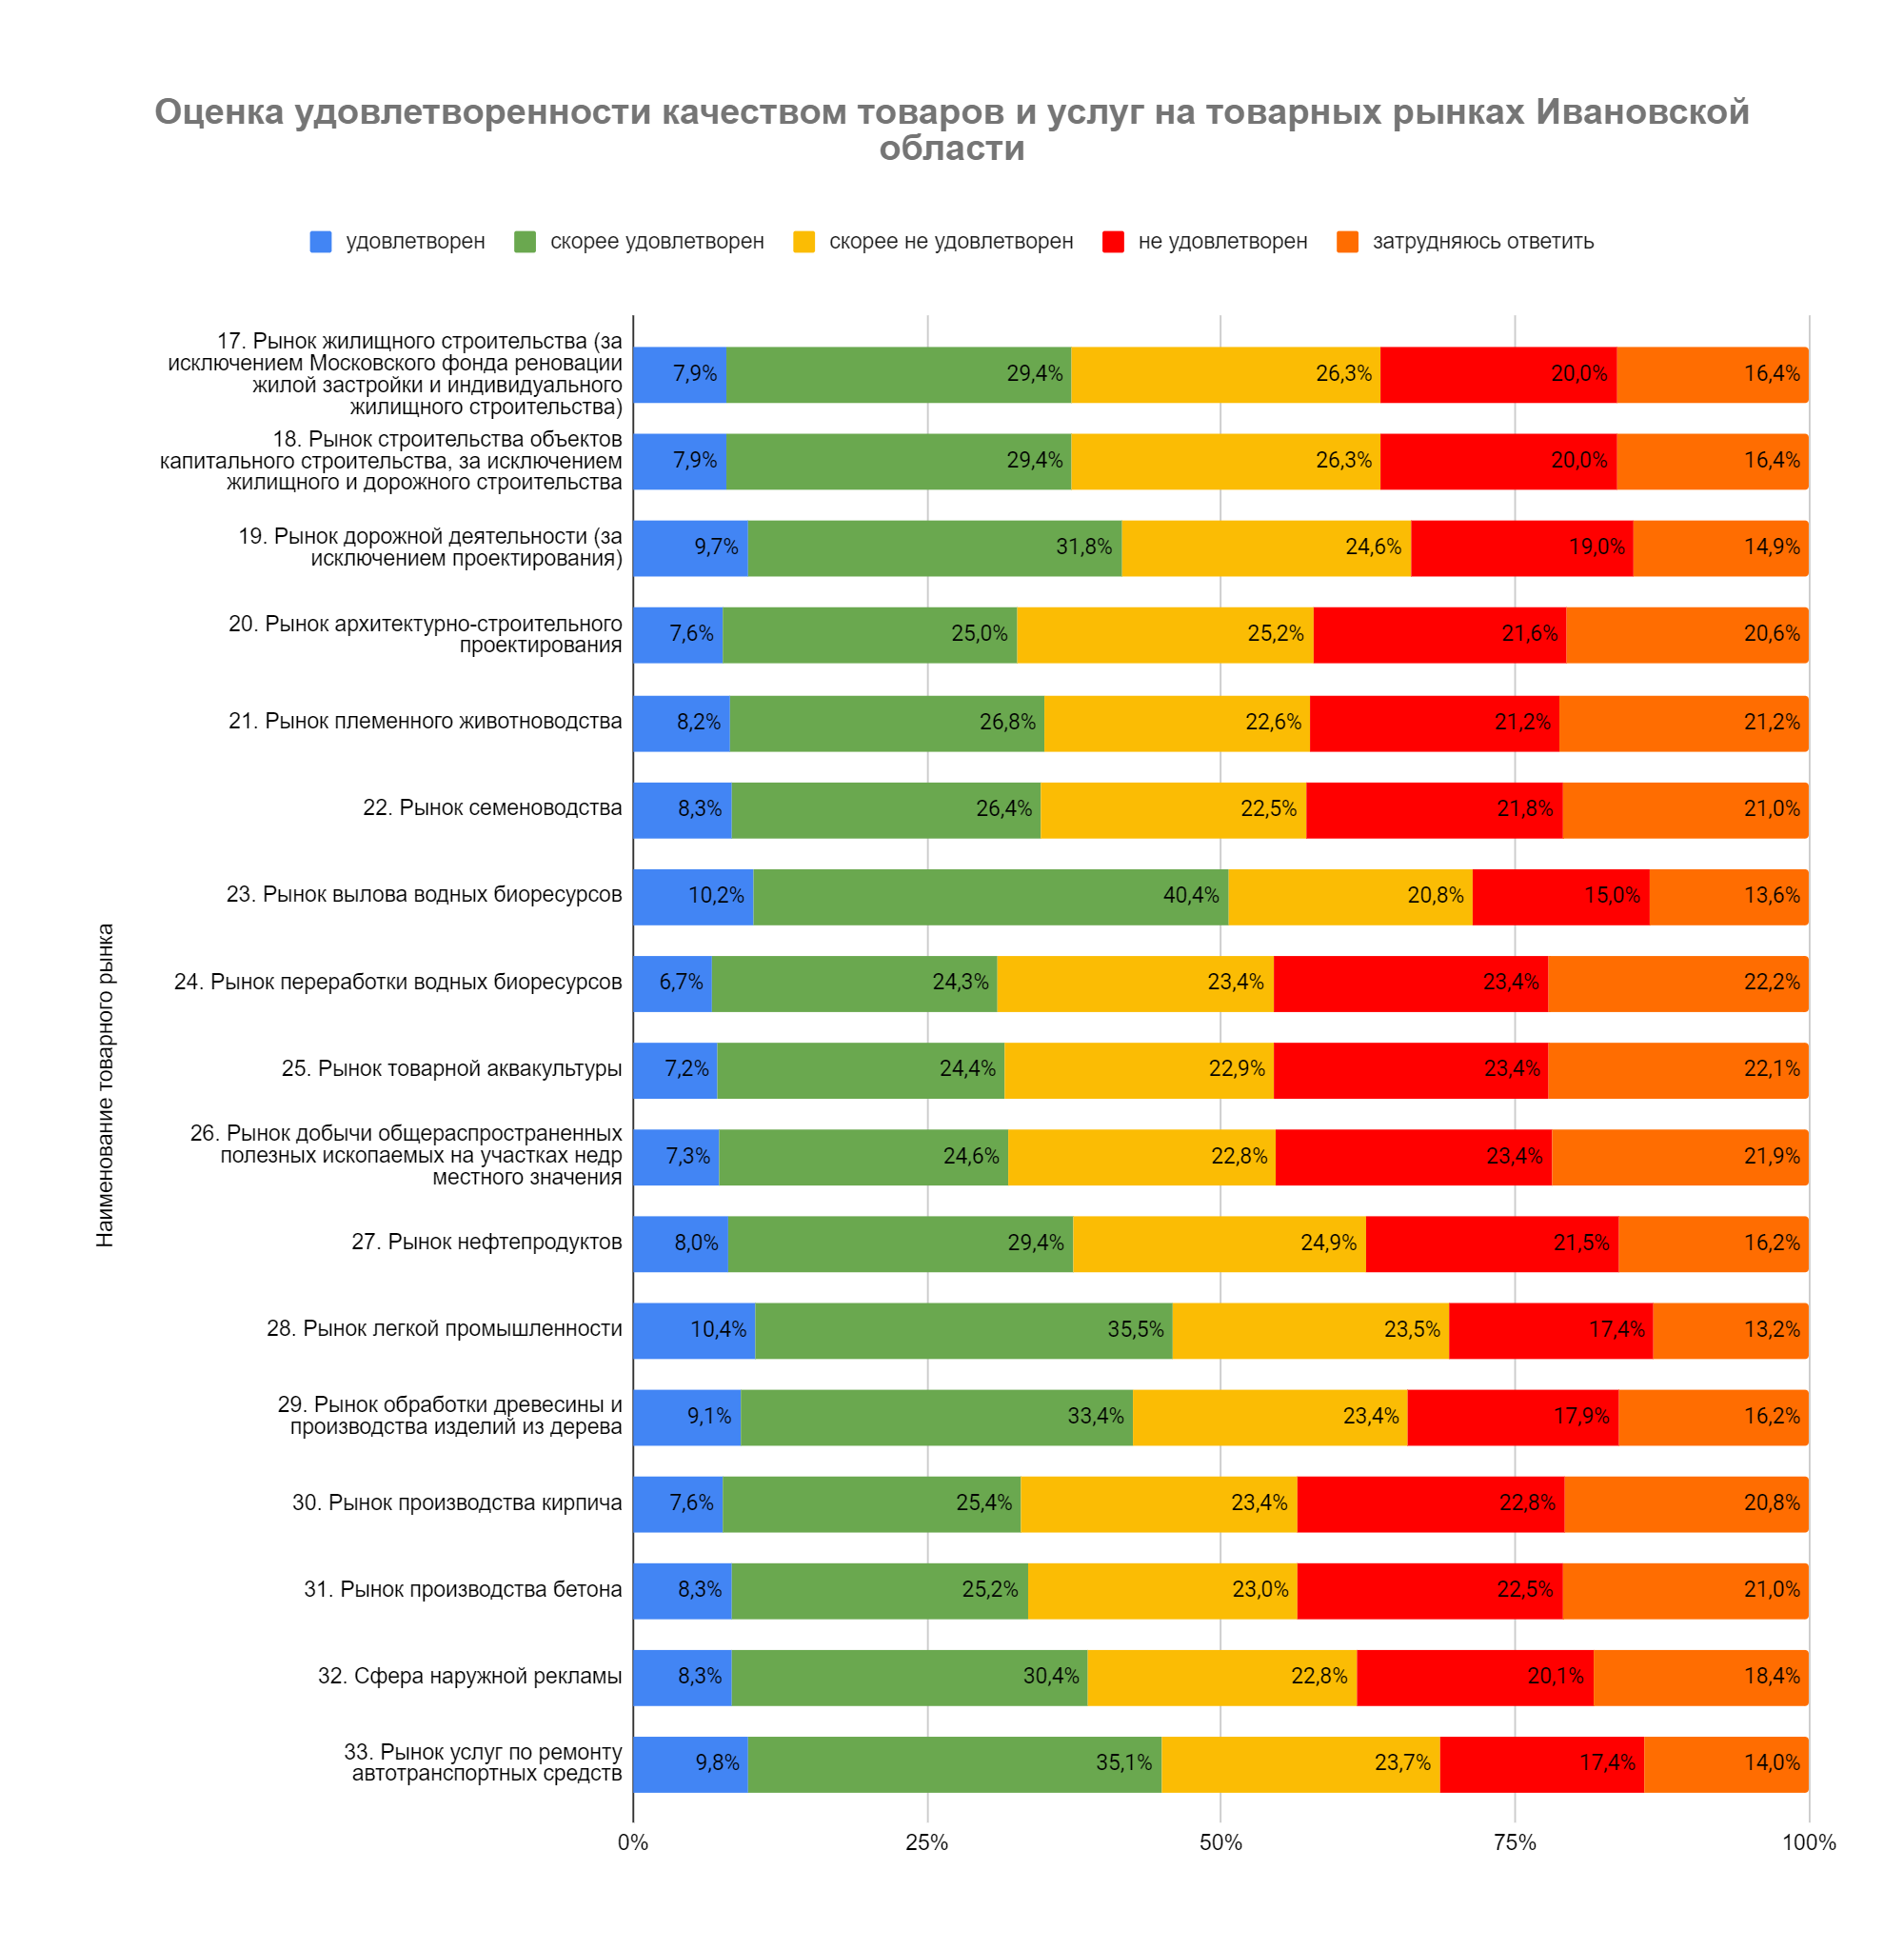 Оценка удовлетворенности качеством товаров и услуг на товарных рынках Ивановской
области
удовлетворен
скорее удовлетворен
скорее не удовлетворен
не удовлетворен
затрудняюсь ответить
Наименование товарного рынка
17. Рынок жилищного строительства (за
исключением Московского фонда реновации
жилой застройки и индивидуального
жилищного строительства)
7,9% 29,4% 26,3% 20,0% 16,4%
18. Рынок строительства объектов
капитального строительства, за исключением
жилищного и дорожного строительства
7,9% 29,4% 26,3% 20,0% 16,4%
19. Рынок дорожной деятельности (за
исключением проектирования)
9,7% 31,8% 24,6% 19,0% 14,9%
20. Рынок архитектурно-строительного
проектирования
7,6% 25,0% 25,2% 21,6% 20,6%
21. Рынок племенного животноводства
8,2% 26,8% 22,6% 21,2% 21,2%
22. Рынок семеноводства
8,3% 26,4% 22,5% 21,8% 21,0%
23. Рынок вылова водных биоресурсов
10,2% 40,4% 20,8% 15,0% 13,6%
24. Рынок переработки водных биоресурсов
6,7% 24,3% 23,4% 23,4% 22,2%
25. Рынок товарной аквакультуры
7,2% 24,4% 22,9% 23,4% 22,1%
26. Рынок добычи общераспространенных
полезных ископаемых на участках недр
местного значения
7,3% 24,6% 22,8% 23,4% 21,9%
27. Рынок нефтепродуктов
8,0% 29,4% 24,9% 21,5% 16,2%
28. Рынок легкой промышленности
10,4% 35,5% 23,5% 17,4% 13,2%
29. Рынок обработки древесины и
производства изделий из дерева
9,1% 33,4% 23,4% 17,9% 16,2%
30. Рынок производства кирпича
7,6% 25,4% 23,4% 22,8% 20,8%
31. Рынок производства бетона
8,3% 25,2% 23,0% 22,5% 21,0%
32. Сфера наружной рекламы
8,3% 30,4% 22,8% 20,1% 18,4%
33. Рынок услуг по ремонту
автотранспортных средств
9,8% 35,1% 23,7% 17,4% 14,0%
0% 25% 50% 75% 100%